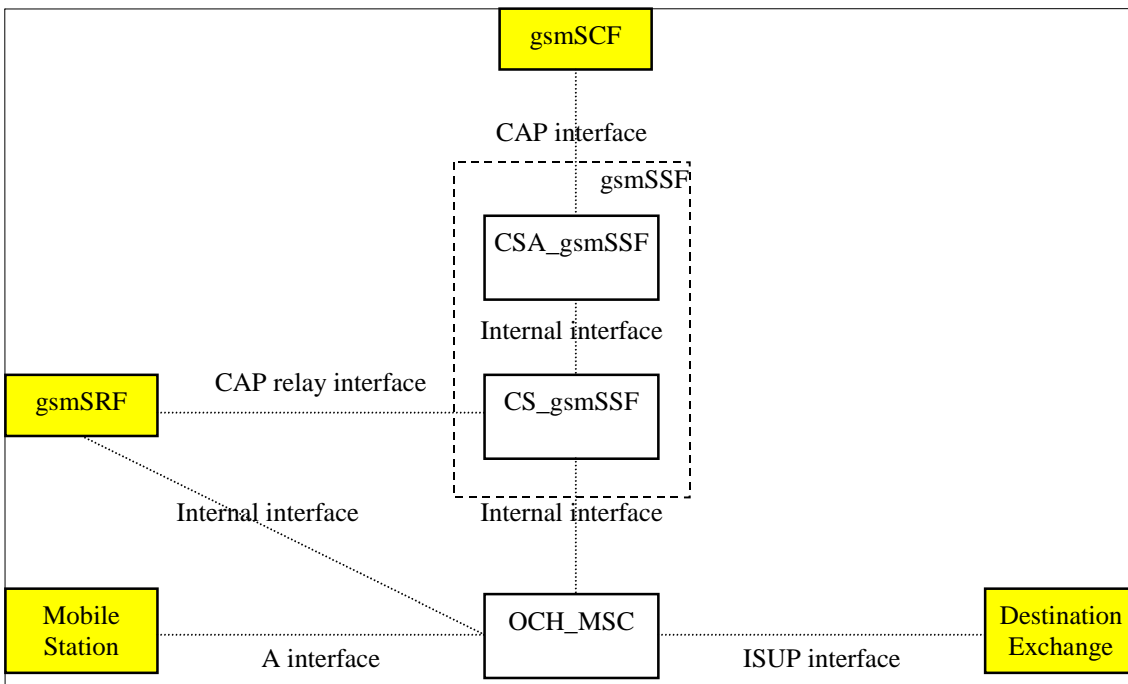 gsmSCF
CAP interface
gsmSSF
CSA_gsmSSF
Internal interface
CAP relay interface
gsmSRF
CS_gsmSSF
Internal interface
Internal interface
Mobile
Station
OCH_MSC
Destination
Exchange
A interface
ISUP interface